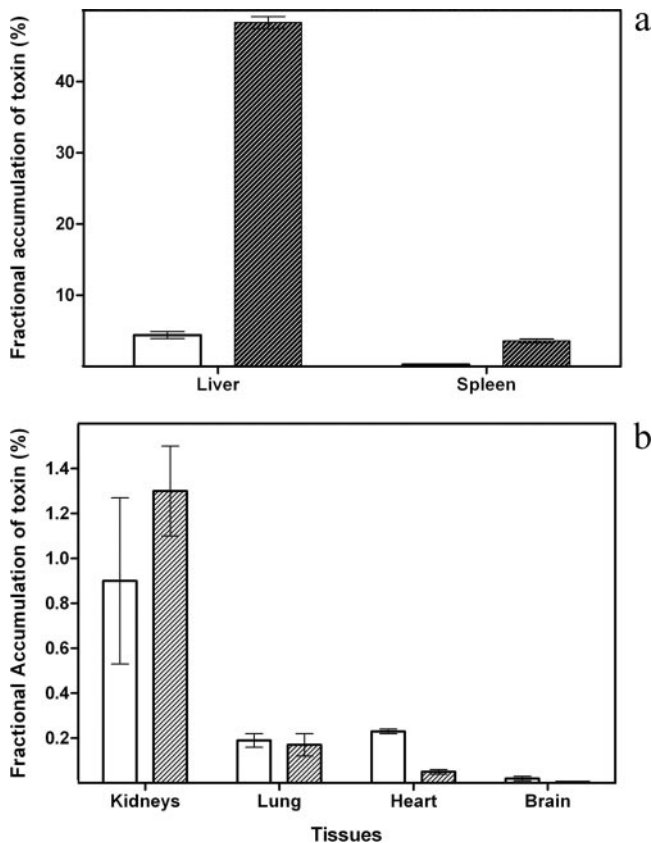 a
Fractional accumulation of toxin (%)
40
30
20
10
Liver Spleen
b
Fractional Accumulation of toxin (%)
1.4
1.2
1.0
0.8
0.6
0.4
0.2
Kidneys Lung Heart Brain
Tissues